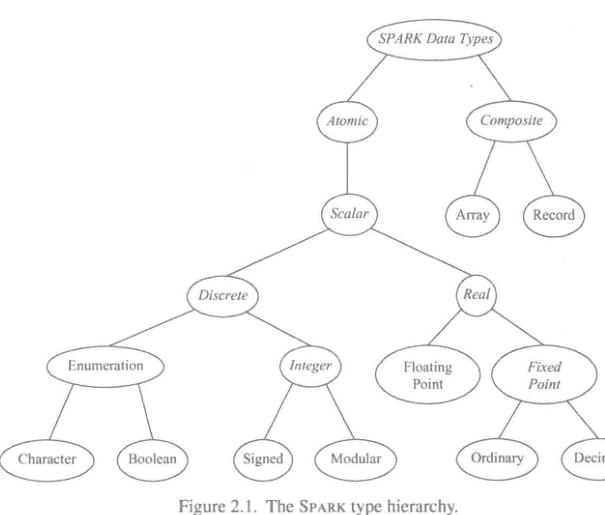 SPARK Data Types
Atomic
Composite
Scalar
Array
Record
Discrete
Real
Enumeration
Integer
Floating
Point
Fixed
Point
Character
Boolean
Signed
Modular
Ordinary
Figure 2.1. The SPARK type hierarchy.